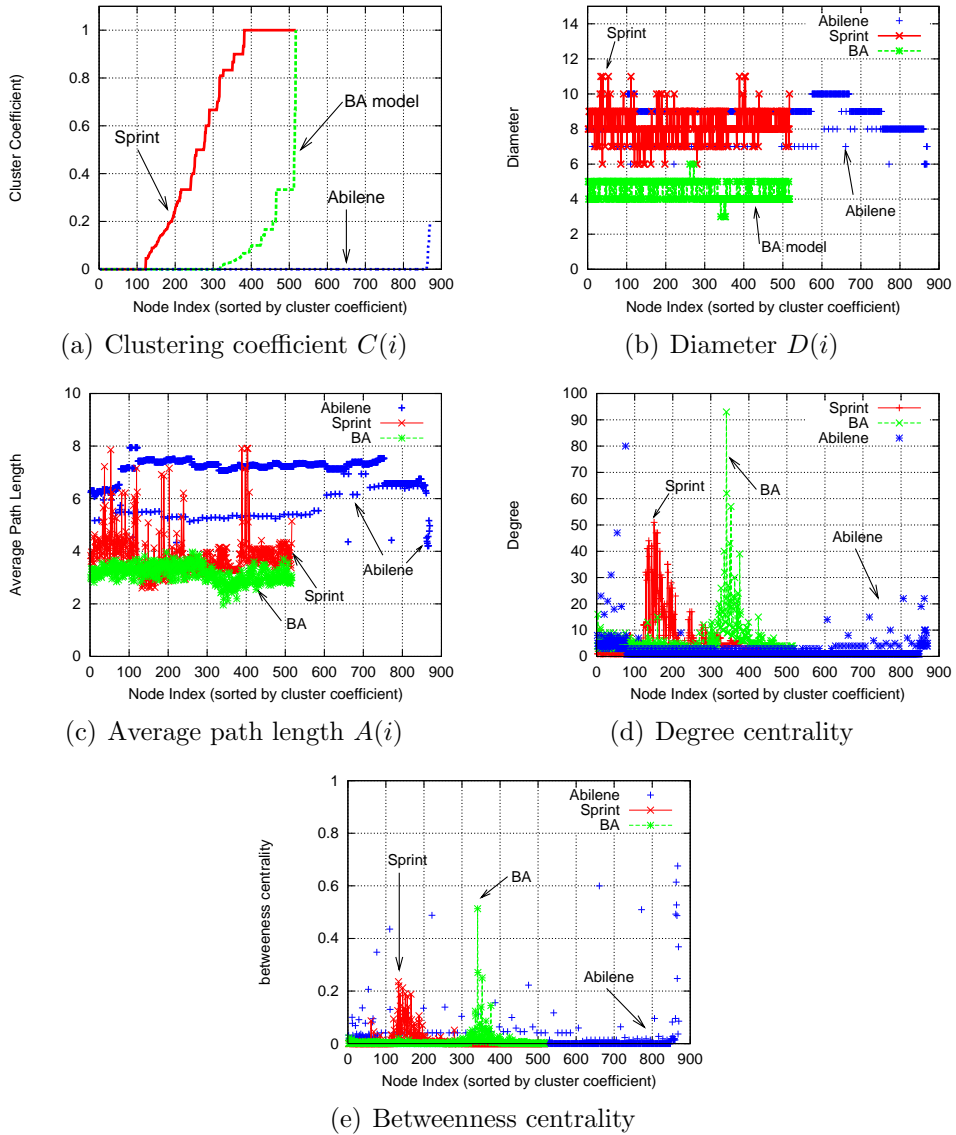 Cluster Coefficient)
1
0.8
0.6
0.4
0.2
0
Sprint
BA model
Abilene
0 100 200 300 400 500 600 700 800 900
Node Index (sorted by cluster coefficient)
(a) Clustering coefficient C(i)
Diameter
14
12
10
8
6
4
2
0
Abilene
Sprint
BA
Sprint
Abilene
BA model
0 100 200 300 400 500 600 700 800 900
Node Index (sorted by cluster coefficient)
(b) Diameter D(i)
Average Path Length
10
8
6
4
2
0
Abilene
Sprint
BA
Abilene
Sprint
BA
0 100 200 300 400 500 600 700 800 900
Node Index (sorted by cluster coefficient)
(c) Average path length A(i)
Degree
100
90
80
70
60
50
40
30
20
10
0
Sprint
BA
Abilene
BA
Sprint
Abilene
0 100 200 300 400 500 600 700 800 900
Node Index (sorted by cluster coefficient)
(d) Degree centrality
betweeness centrality
1
0.8
0.6
0.4
0.2
0
Abilene
Sprint
BA
Sprint
BA
Abilene
0 100 200 300 400 500 600 700 800 900
Node Index (sorted by cluster coefficient)
(e) Betweenness centrality